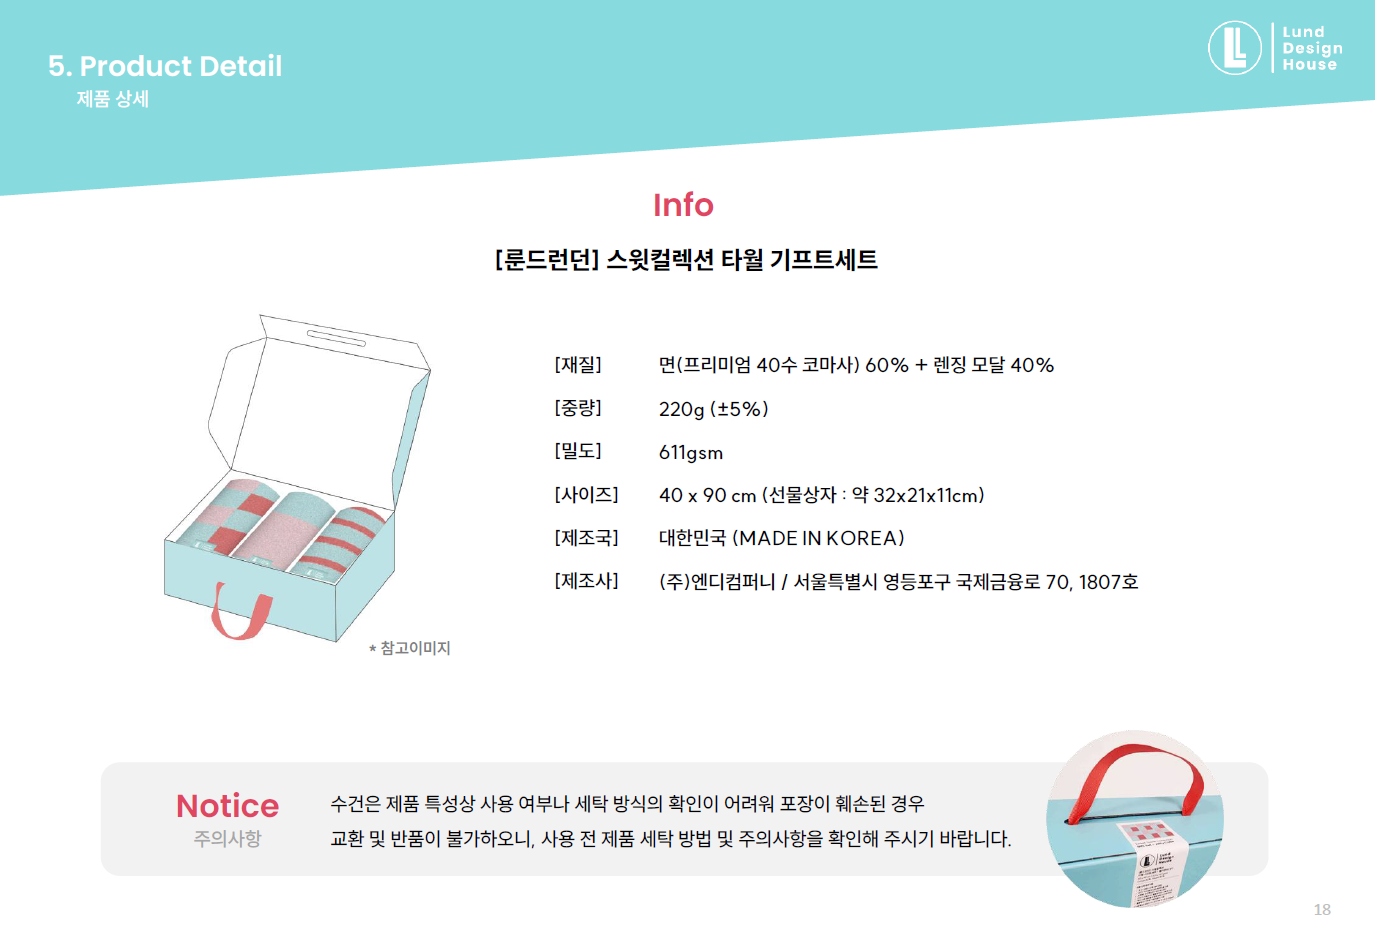 5. Product Detail
제품 상세
Lund
Design
House
Info
[룬드런던] 스윗컬렉션 타월 기프트세트
[재질] 면(프리미엄 40수 코마사) 60% + 렌징 모달 40%
[중량] 220g (±5%)
[밀도] 611gsm
[사이즈] 40 x 90 cm (선물상자 : 약 32x21x11cm)
[제조국] 대한민국 (MADE IN KOREA)
[제조사] (주)엔디컴퍼니 / 서울특별시 영등포구 국제금융로 70, 1807호
* 참고이미지
Notice
주의사항
수건은 제품 특성상 사용 여부나 세탁 방식의 확인이 어려워 포장이 훼손된 경우
교환 및 반품이 불가하오니, 사용 전 제품 세탁 방법 및 주의사항을 확인해 주시기 바랍니다.
Lund
Design
House
18